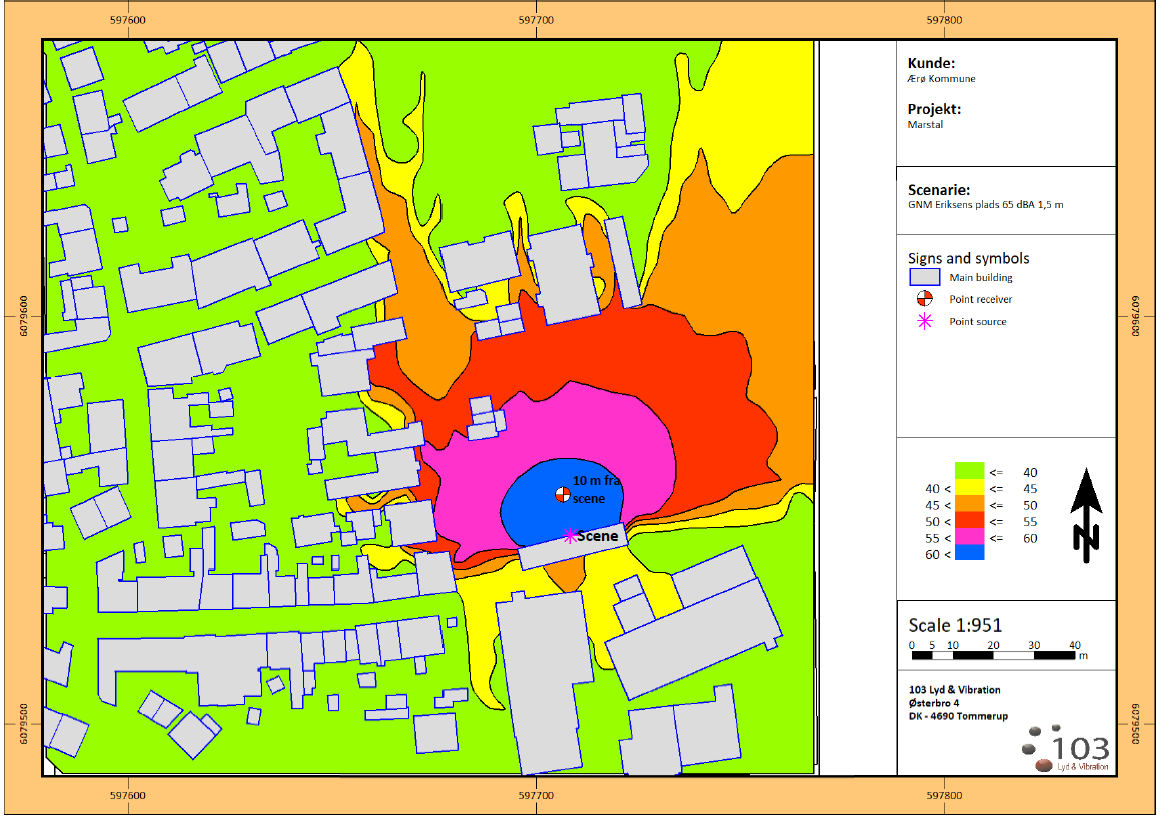 597600 597700 597800
Kunde:
Ærø Kommune
Projekt:
Marstal
Scenarie:
GNM Eriksens plads 65 dBA 1,5 m
Signs and symbols
Main building
Point receiver
Point source
6079600 6079600
10 m fra
scene
Scene
<= 40
40 < <= 45
45 < <= 50
50 < <= 55
55 < <= 60
60 <
N
Scale 1:951
0 5 10 20 30 40
m
103 Lyd & Vibration
Østerbro 4
DK - 4690 Tommerup
6079500 6079500
103
Lyd & Vibration
597600 597700 597800